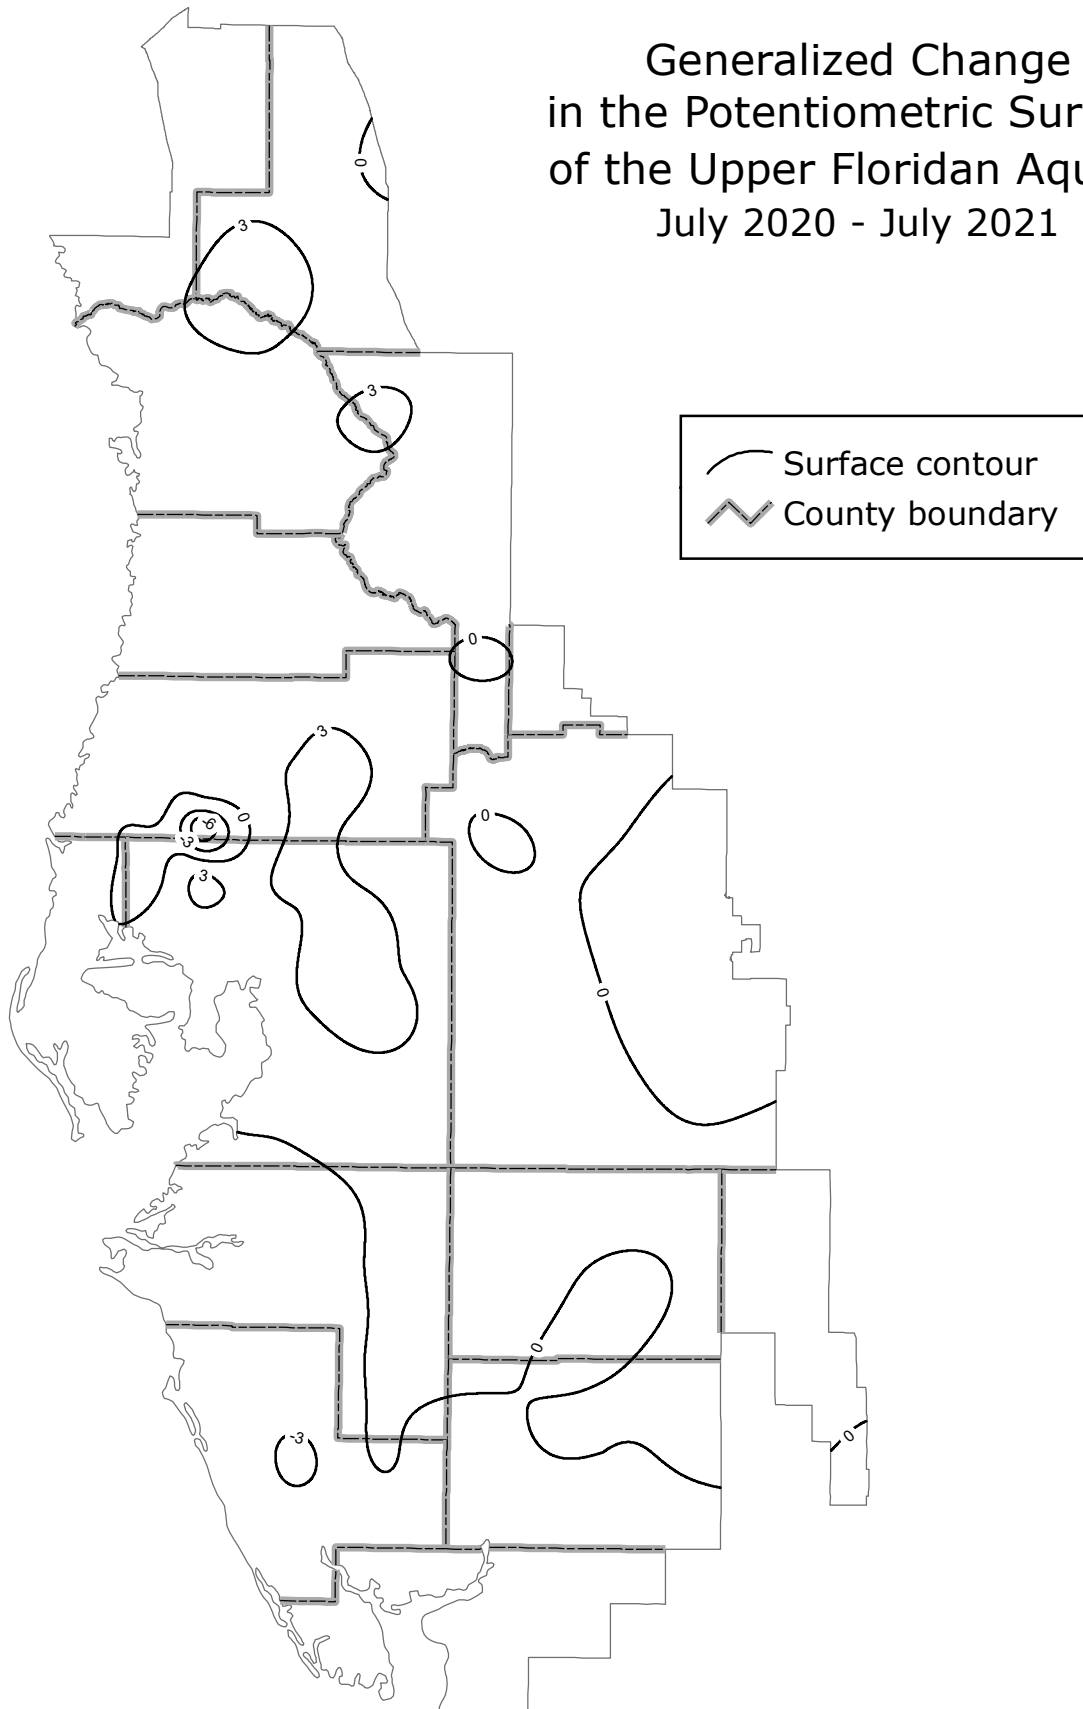 Generalized Change
in the Potentiometric Sur
of the Upper Floridan Aqu
July 2020 - July 2021
0
3
3
Surface contour
County boundary
0
3
0
0
-6
-3
3
0
0
0
-3